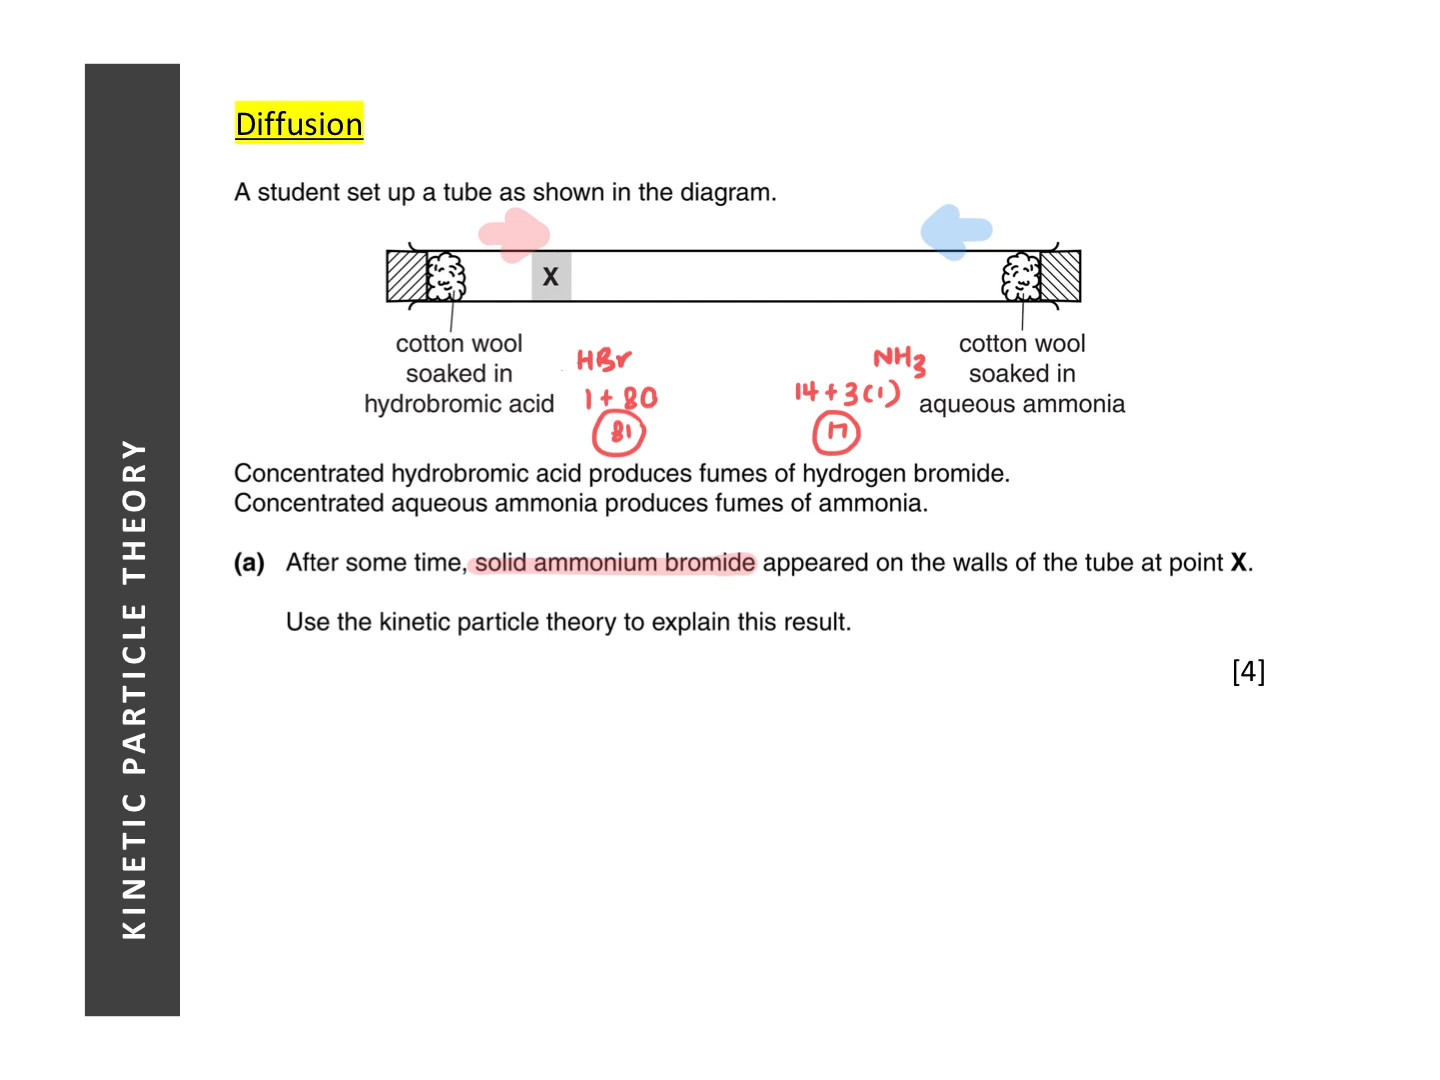 KINETIC PARTICLE THEORY
Diffusion
A student set up a tube as shown in the diagram.
X
cotton wool
soaked in
hydrobromic acid
HBr
1 + 80
81
NH3
14 + 3(1)
17
cotton wool
soaked in
aqueous ammonia
Concentrated hydrobromic acid produces fumes of hydrogen bromide.
Concentrated aqueous ammonia produces fumes of ammonia.
(a) After some time, solid ammonium bromide appeared on the walls of the tube at point X.
Use the kinetic particle theory to explain this result.
[4]